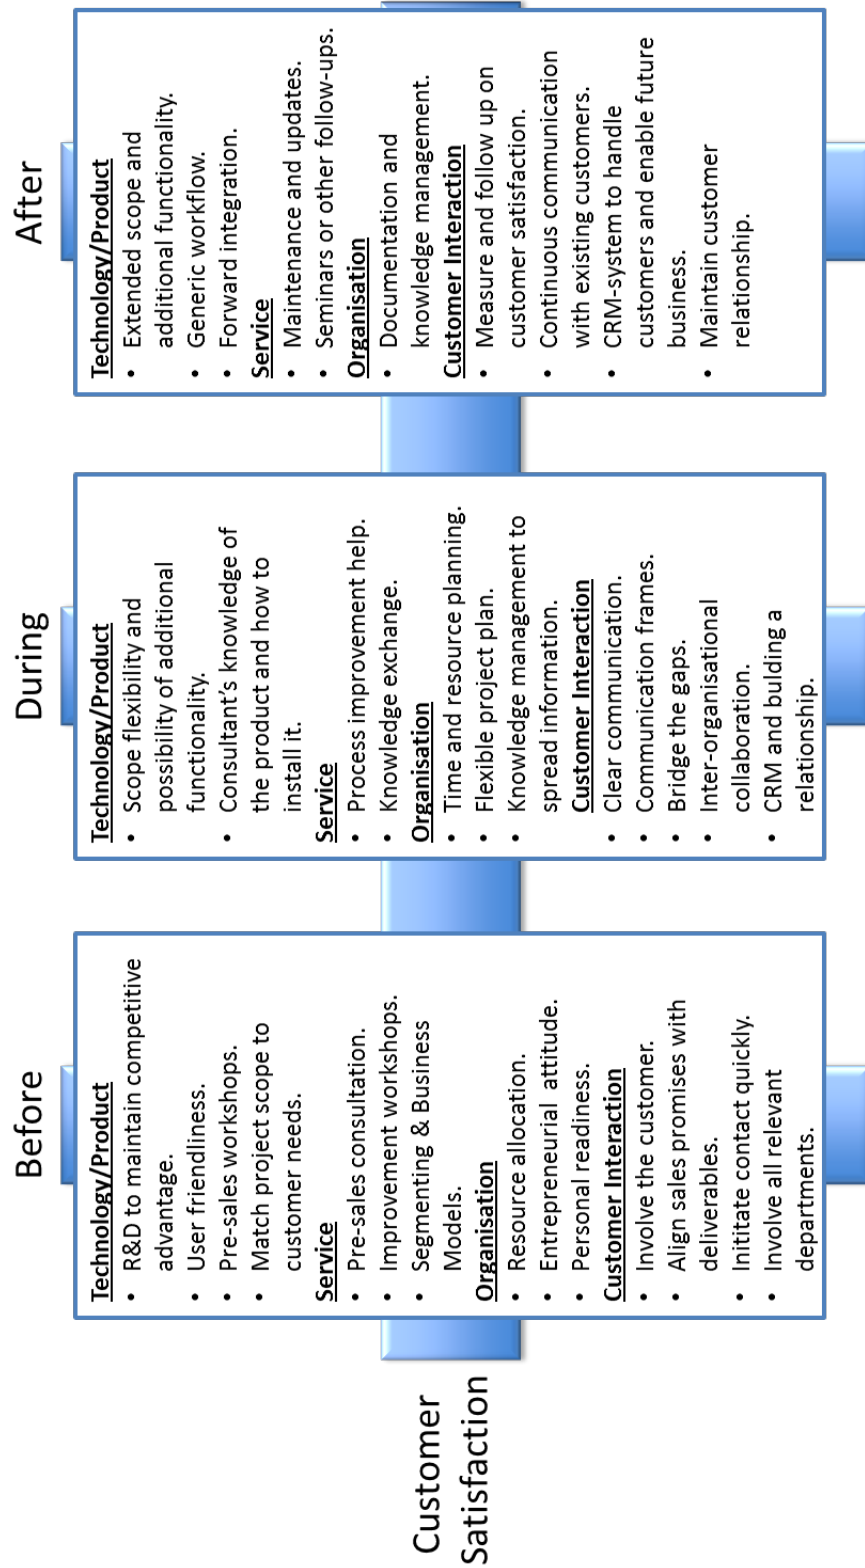 Before
During
After
Customer
Satisfaction
Technology/Product
• R&D to maintain competitive
advantage.
• User friendliness.
• Pre-sales workshops.
• Match project scope to
customer needs.
Service
• Pre-sales consultation.
• Improvement workshops.
• Segmenting & Business
Models.
Organisation
• Resource allocation.
• Entrepreneurial attitude.
• Personal readiness.
Customer Interaction
• Involve the customer.
• Align sales promises with
deliverables.
• Inititate contact quickly.
• Involve all relevant
departments.
Technology/Product
• Scope flexibility and
possibility of additional
functionality.
• Consultant's knowledge of
the product and how to
install it.
Service
• Process improvement help.
• Knowledge exchange.
Organisation
• Time and resource planning.
• Flexible project plan.
• Knowledge management to
spread information.
Customer Interaction
• Clear communication.
• Communication frames.
• Bridge the gaps.
• Inter-organisational
collaboration.
• CRM and bulding a
relationship.
Technology/Product
• Extended scope and
additional functionality.
• Generic workflow.
• Forward integration.
Service
• Maintenance and updates.
• Seminars or other follow-ups.
Organisation
• Documentation and
knowledge management.
Customer Interaction
• Measure and follow up on
customer satisfaction.
• Continuous communication
with existing customers.
• CRM-system to handle
customers and enable future
business.
• Maintain customer
relationship.